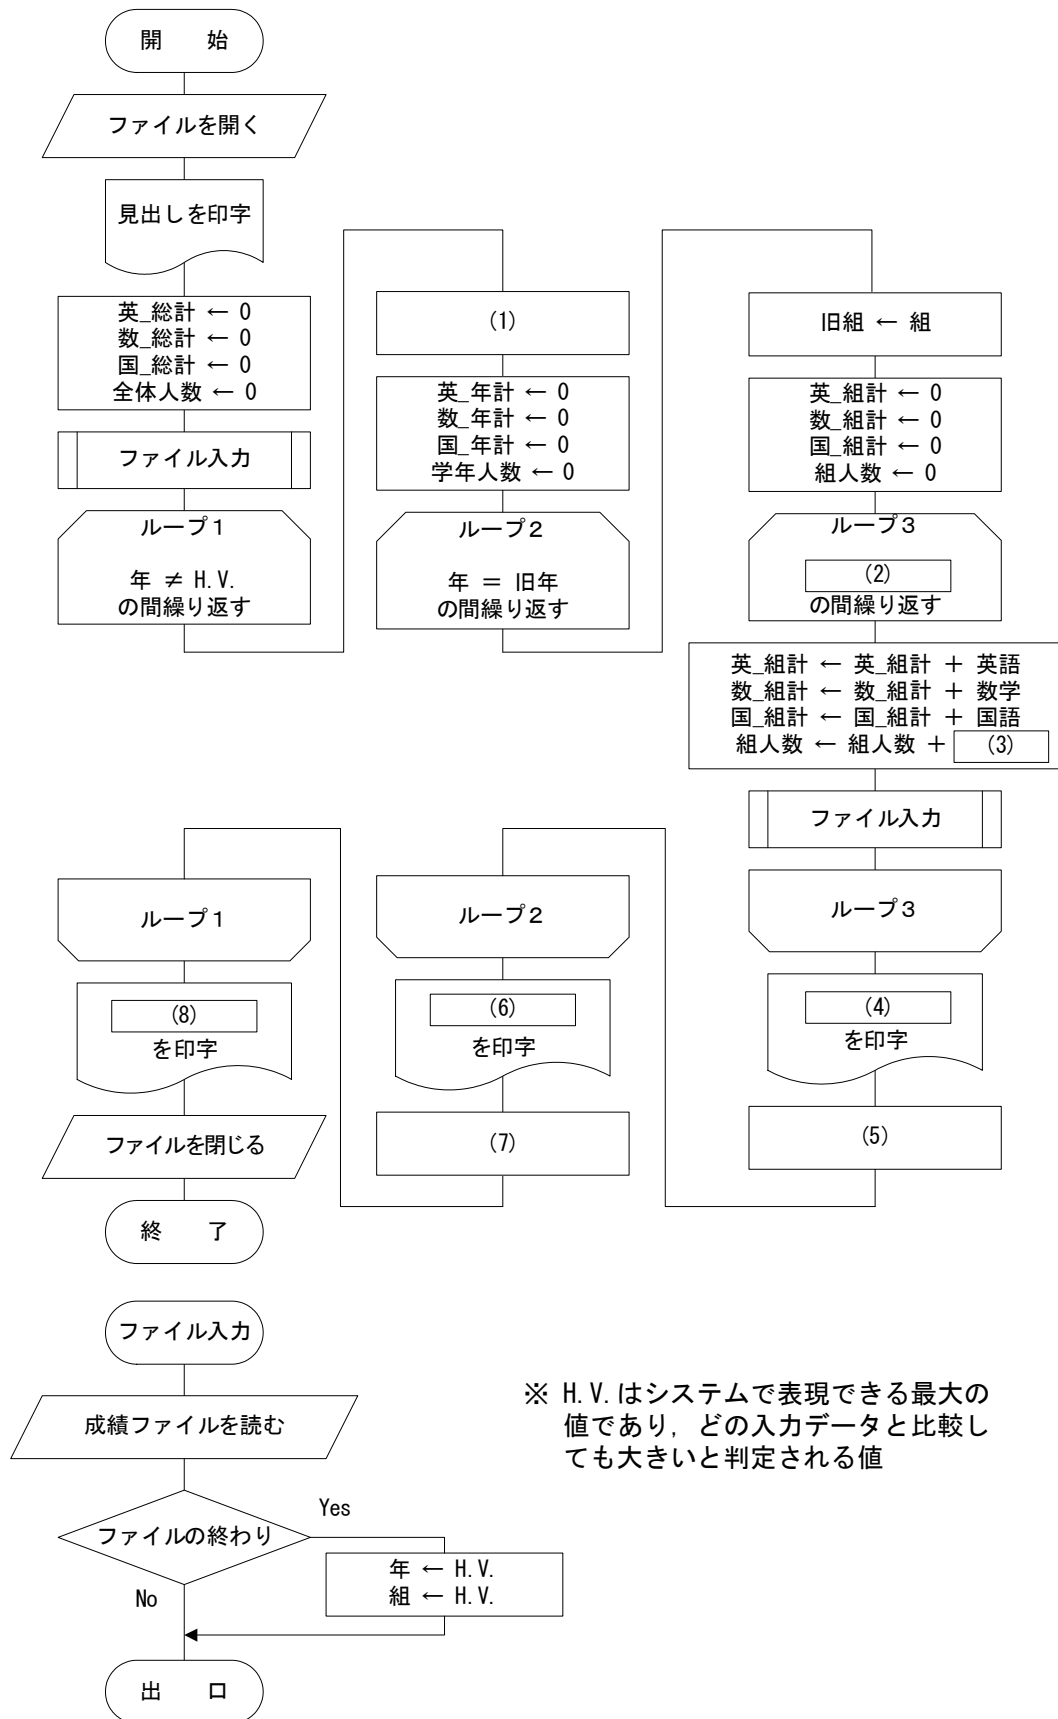 開　始
ファイルを開く
見出しを印字
英_総計 ← 0
数_総計 ← 0
国_総計 ← 0
全体人数 ← 0
ファイル入力
ループ1
年 ≠ H.V.
の間繰り返す
(1)
英_年計 ← 0
数_年計 ← 0
国_年計 ← 0
学年人数 ← 0
ループ2
年 ＝ 旧年
の間繰り返す
旧組 ← 組
英_組計 ← 0
数_組計 ← 0
国_組計 ← 0
組人数 ← 0
ループ3
(2)
の間繰り返す
英_組計 ← 英_組計 + 英語
数_組計 ← 数_組計 + 数学
国_組計 ← 国_組計 + 国語
組人数 ← 組人数 + (3)
ファイル入力
ループ3
(4)
を印字
(5)
ループ2
(6)
を印字
(7)
ループ1
(8)
を印字
ファイルを閉じる
終　了
ファイル入力
成績ファイルを読む
ファイルの終わり
Yes
No
年 ← H.V.
組 ← H.V.
出　口
※ H.V.はシステムで表現できる最大の
値であり，どの入力データと比較し
ても大きいと判定される値